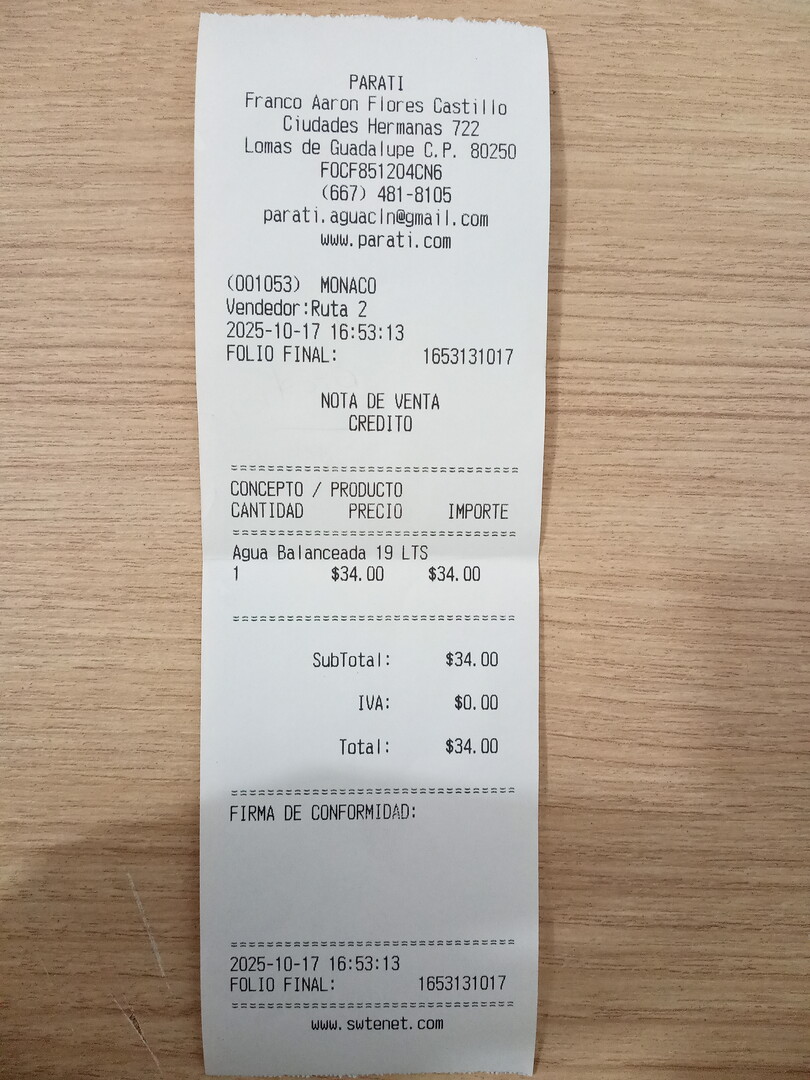 PARATI
Franco Aaron Flores Castillo
Ciudades Hermanas 722
Lomas de Guadalupe C.P. 80250
FOCF851204CN6
(667) 481-8105
parati.aguacln@gmail.com
www.parati.com
(001053) MONACO
Vendedor:Ruta 2
2025-10-17 16:53:13
FOLIO FINAL: 1653131017
NOTA DE VENTA
CREDITO
================================
CONCEPTO / PRODUCTO
CANTIDAD PRECIO IMPORTE
================================
Agua Balanceada 19 LTS
1 $34.00 $34.00
================================
SubTotal: $34.00
IVA: $0.00
Total: $34.00
================================
FIRMA DE CONFORMIDAD:
================================
2025-10-17 16:53:13
FOLIO FINAL: 1653131017
================================
www.swtenet.com